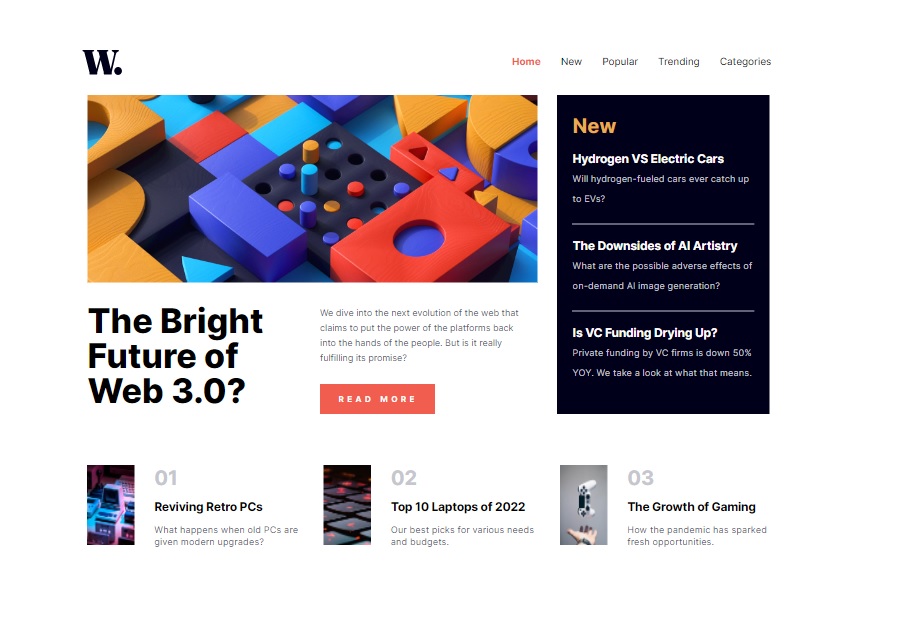 W.
Home New Popular Trending Categories
New
Hydrogen VS Electric Cars
Will hydrogen-fueled cars ever catch up
to EVs?
The Downsides of AI Artistry
What are the possible adverse effects of
on-demand AI image generation?
Is VC Funding Drying Up?
Private funding by VC firms is down 50%
YOY. We take a look at what that means.
The Bright
Future of
Web 3.0?
We dive into the next evolution of the web that
claims to put the power of the platforms back
into the hands of the people. But is it really
fulfilling its promise?
READ MORE
01
Reviving Retro PCs
What happens when old PCs are
given modern upgrades?
02
Top 10 Laptops of 2022
Our best picks for various needs
and budgets.
03
The Growth of Gaming
How the pandemic has sparked
fresh opportunities.